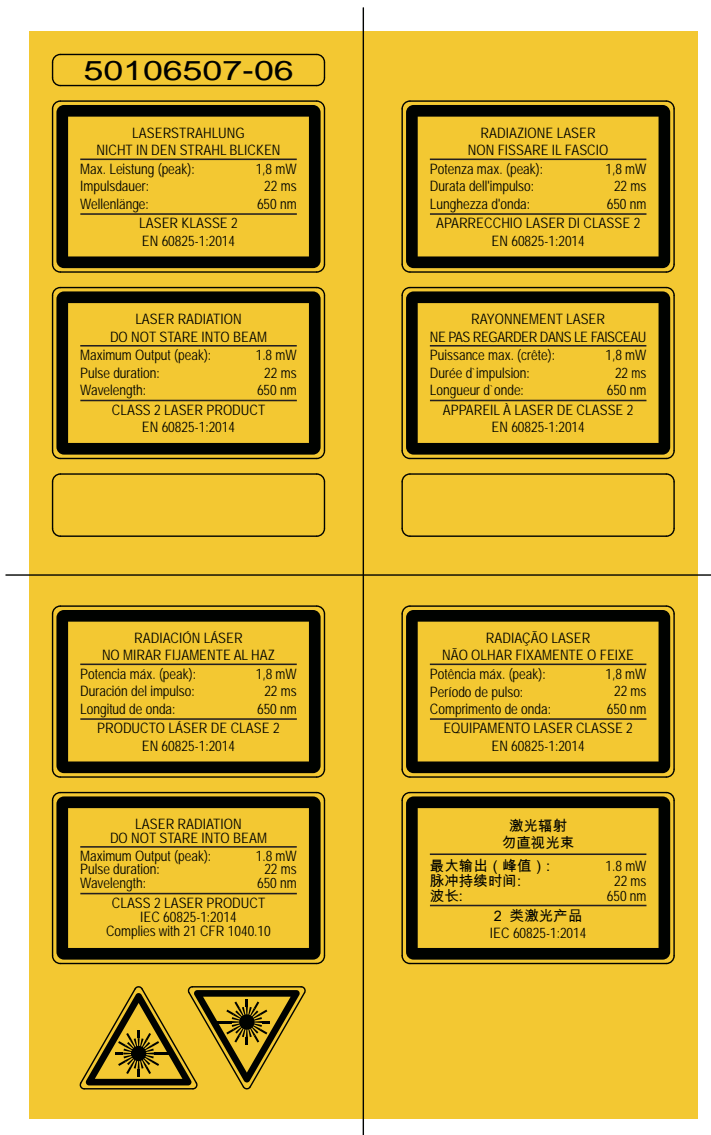 50106507-06
LASERSTRAHLUNG
NICHT IN DEN STRAHL BLICKEN
Max. Leistung (peak): 1,8 mW
Impulsdauer: 22 ms
Wellenlänge: 650 nm
LASER KLASSE 2
EN 60825-1:2014
RADIAZIONE LASER
NON FISSARE IL FASCIO
Potenza max. (peak): 1,8 mW
Durata dell'impulso: 22 ms
Lunghezza d'onda: 650 nm
APARRECCHIO LASER DI CLASSE 2
EN 60825-1:2014
LASER RADIATION
DO NOT STARE INTO BEAM
Maximum Output (peak): 1.8 mW
Pulse duration: 22 ms
Wavelength: 650 nm
CLASS 2 LASER PRODUCT
EN 60825-1:2014
RAYONNEMENT LASER
NE PAS REGARDER DANS LE FAISCEAU
Puissance max. (crête): 1,8 mW
Durée d`impulsion: 22 ms
Longueur d`onde: 650 nm
APPAREIL À LASER DE CLASSE 2
EN 60825-1:2014
RADIACIÓN LÁSER
NO MIRAR FIJAMENTE AL HAZ
Potencia máx. (peak): 1,8 mW
Duración del impulso: 22 ms
Longitud de onda: 650 nm
PRODUCTO LÁSER DE CLASE 2
EN 60825-1:2014
RADIAÇÃO LASER
NÃO OLHAR FIXAMENTE O FEIXE
Potência máx. (peak): 1,8 mW
Período de pulso: 22 ms
Comprimento de onda: 650 nm
EQUIPAMENTO LASER CLASSE 2
EN 60825-1:2014
LASER RADIATION
DO NOT STARE INTO BEAM
Maximum Output (peak): 1.8 mW
Pulse duration: 22 ms
Wavelength: 650 nm
CLASS 2 LASER PRODUCT
IEC 60825-1:2014
Complies with 21 CFR 1040.10
激光辐射
勿直视光束
最大输出（峰值）: 1.8 mW
脉冲持续时间: 22 ms
波长: 650 nm
2 类激光产品
IEC 60825-1:2014